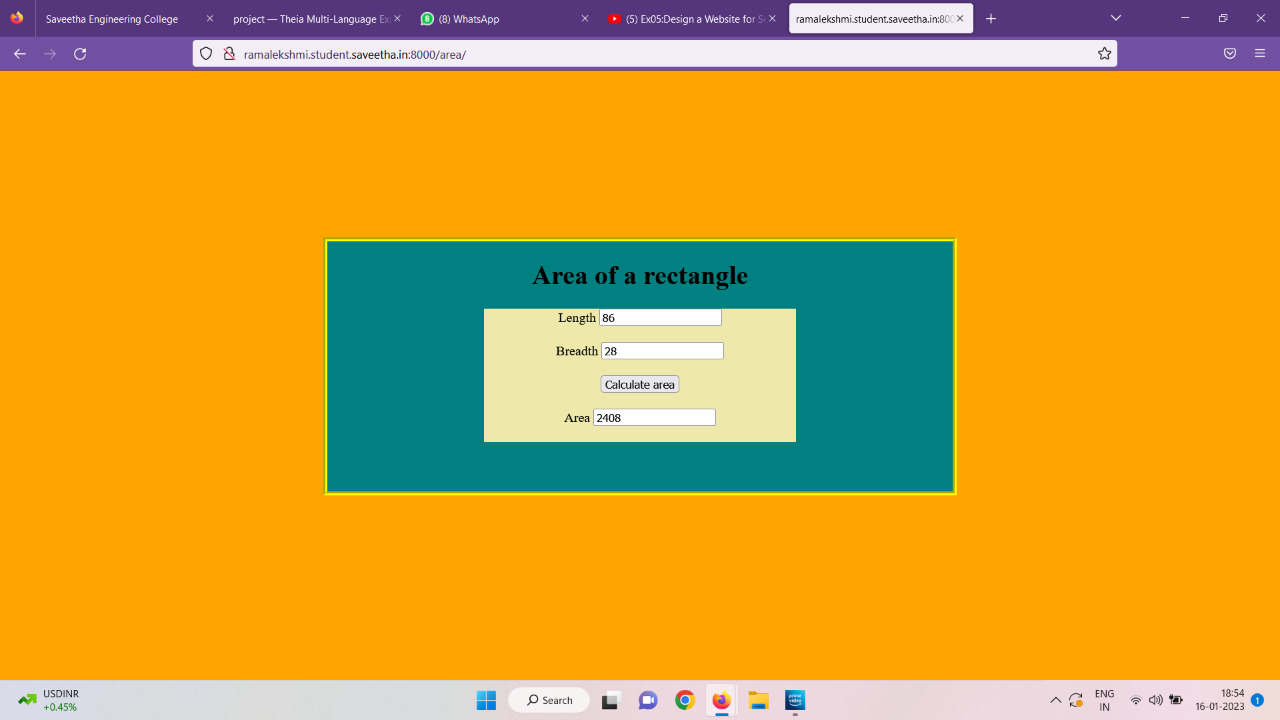 Saveetha Engineering College
project — Theia Multi-Language Ex
(8) WhatsApp
(5) Ex05:Design a Website for S
ramalekshmi.student.saveetha.in:800
ramalekshmi.student.saveetha.in:8000/area/
Area of a rectangle
Length 86
Breadth 28
Calculate area
Area 2408
USDINR
+0.45%
Search
prime video
ENG
IN
18:54
16-01-2023
1